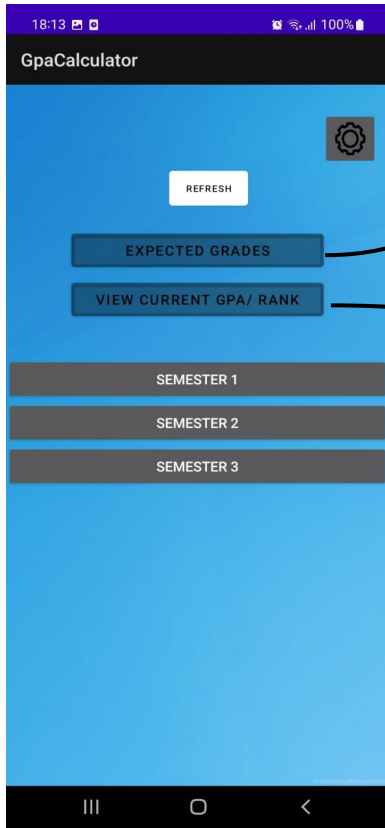 18:13 100%
GpaCalculator
REFRESH
EXPECTED GRADES
VIEW CURRENT GPA/ RANK
SEMESTER 1
SEMESTER 2
SEMESTER 3